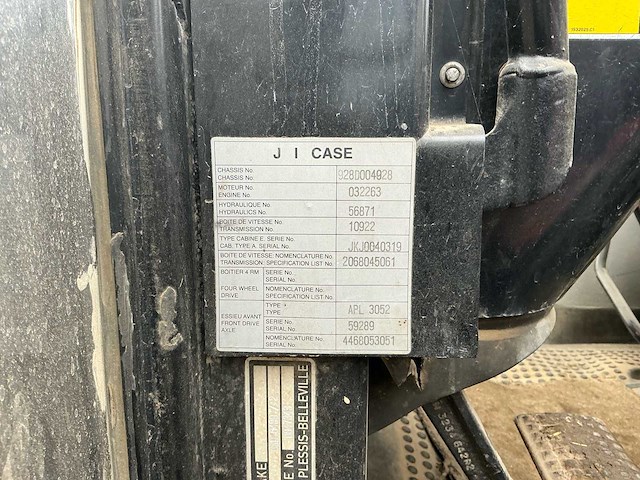 J I CASE
CHASSIS No. 9280004928
CHASSIS No.
MOTEUR No. 032263
ENGINE No.
HYDRAULIQUE No. 56871
HYDRAULICS No.
BOITE DE VITESSE No. 10922
TRANSMISSION No.
TYPE CABINE E. SERIE No. JKJ0040319
CAB, TYPE A. SERIAL No.
BOITE DE VITESSE: NOMENCLATURE No. 2068045061
TRANSMISSION: SPECIFICATION LIST No.
BOITIER 4 RM SERIE No.
SERIAL No.
FOUR WHEEL DRIVE NOMENCLATURE No.
SPECIFICATION LIST No.
ESSIEU AVANT FRONT DRIVE AXLE TYPE APL 3052
TYPE
SERIE No. 59289
SERIAL No
NOMENCLATURE No. 4468053051
SERIAL No.
PLESSIS-BELLEVILLE